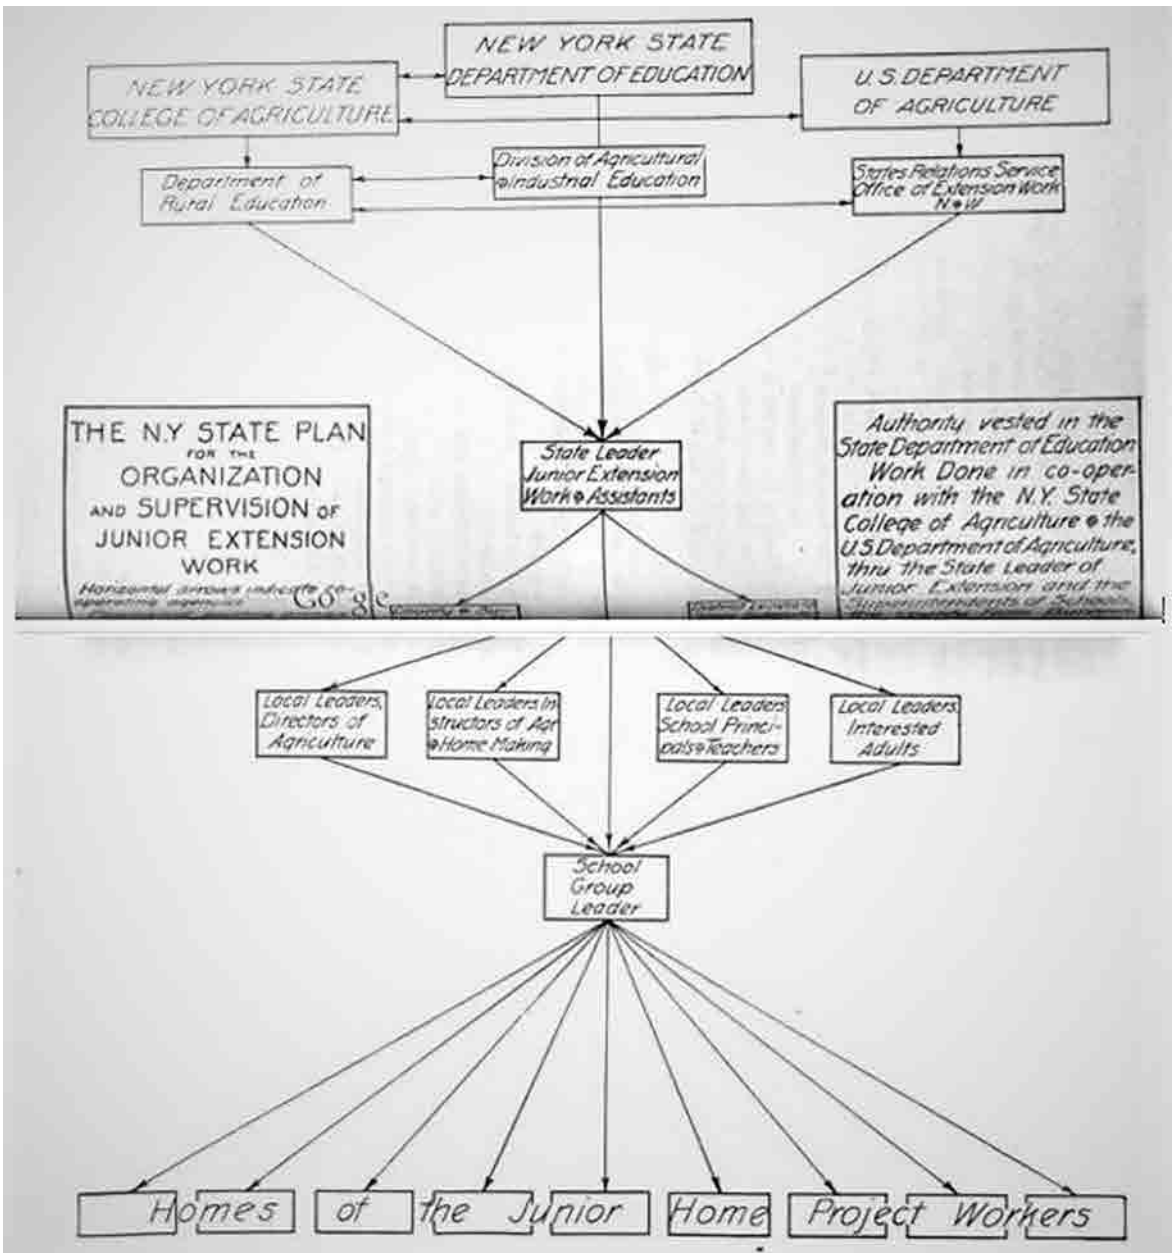 NEW YORK STATE
DEPARTMENT OF EDUCATION
NEW YORK STATE
COLLEGE OF AGRICULTURE
U.S. DEPARTMENT
OF AGRICULTURE
Department of
Rural Education
Division of Agricultural
& Industrial Education
States Relations Service
Office of Extension Work
N & W
State Leader
Junior Extension
Work & Assistants
THE N.Y STATE PLAN
FOR THE
ORGANIZATION
AND SUPERVISION OF
JUNIOR EXTENSION
WORK
Horizontal arrows indicate co-
operating agencies
Authority vested in the
State Department of Education
Work Done in co-oper-
ation with the N.Y. State
College of Agriculture & the
U.S. Department of Agriculture,
thru the State Leader of
Junior Extension and the
Superintendents of Schools
Local Leaders,
Directors of
Agriculture
Local Leaders In
structors of Agr
& Home Making
Local Leaders
School Princi-
pals & Teachers
Local Leaders
Interested
Adults
School
Group
Leader
Homes of the Junior Home Project Workers